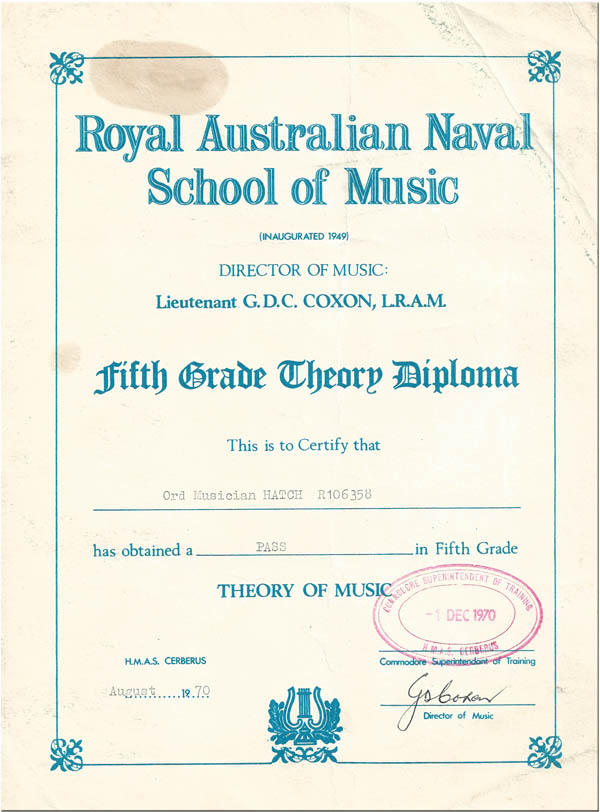 Royal Australian Naval
School of Music
(INAUGURATED 1949)
DIRECTOR OF MUSIC:
Lieutenant G.D.C. COXON, L.R.A.M.
Fifth Grade Theory Diploma
This is to Certify that
Ord Musician HATCH R106358
has obtained a PASS in Fifth Grade
THEORY OF MUSIC
COMMODORE SUPERINTENDENT OF TRAINING
-1 DEC 1970
H.M.A.S. CERBERUS
H.M.A.S. CERBERUS
Commodore Superintendent of Training
August 1970
GDCoxon
Director of Music